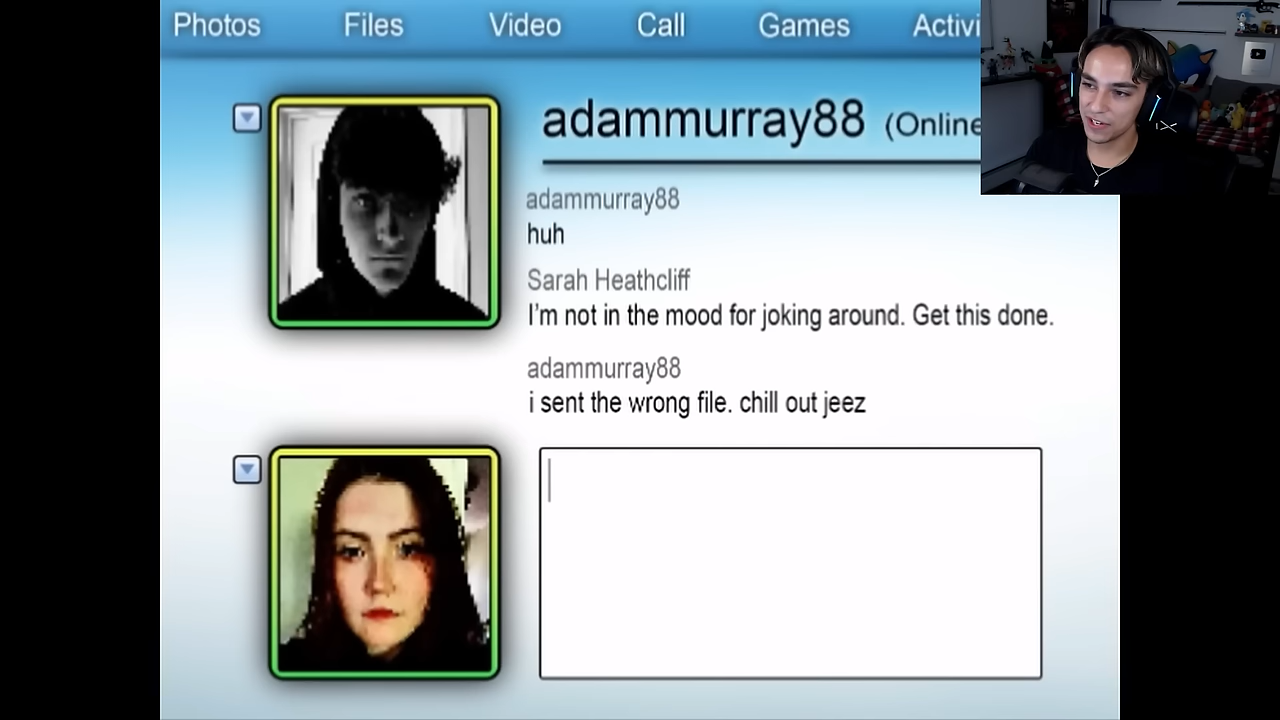 Photos Files Video Call Games Activi
adammurray88 (Online
adammurray88
huh
Sarah Heathcliff
I'm not in the mood for joking around. Get this done.
adammurray88
i sent the wrong file. chill out jeez